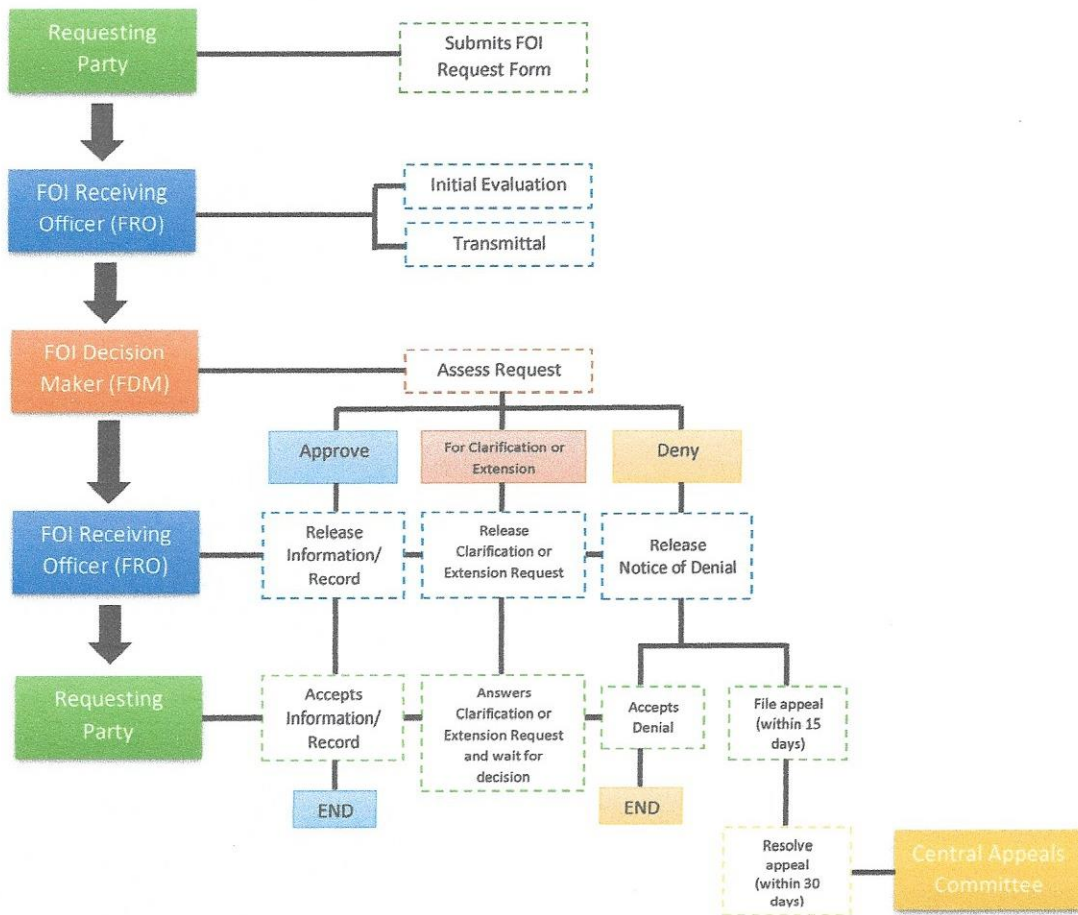 Requesting
Party
Submits FOI
Request Form
FOI Receiving
Officer (FRO)
Initial Evaluation
Transmittal
FOI Decision
Maker (FDM)
Assess Request
Approve
For Clarification or
Extension
Deny
FOI Receiving
Officer (FRO)
Release
Information/
Record
Release
Clarification or
Extension Request
Release
Notice of Denial
Requesting
Party
Accepts
Information/
Record
Answers
Clarification or
Extension Request
and wait for
decision
Accepts
Denial
File appeal
(within 15
days)
END
END
Resolve
appeal
(within 30
days)
Central Appeals
Committee